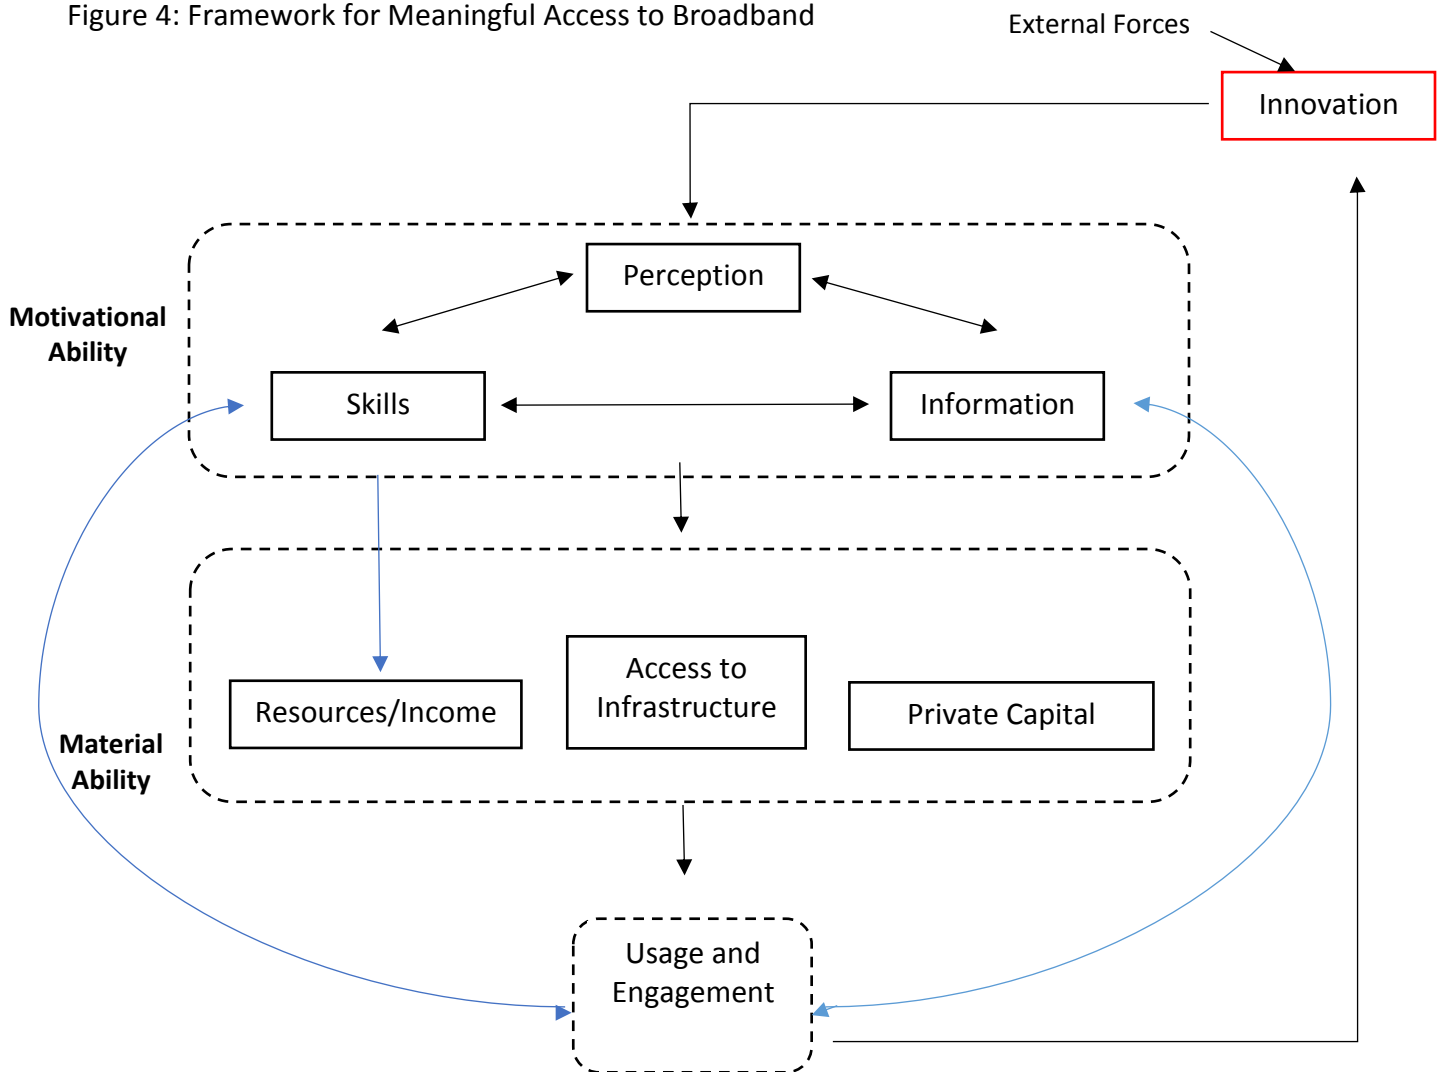 Figure 4: Framework for Meaningful Access to Broadband
External Forces
Innovation
Perception
Motivational
Ability
Skills
Information
Access to
Infrastructure
Resources/Income
Private Capital
Material
Ability
Usage and
Engagement